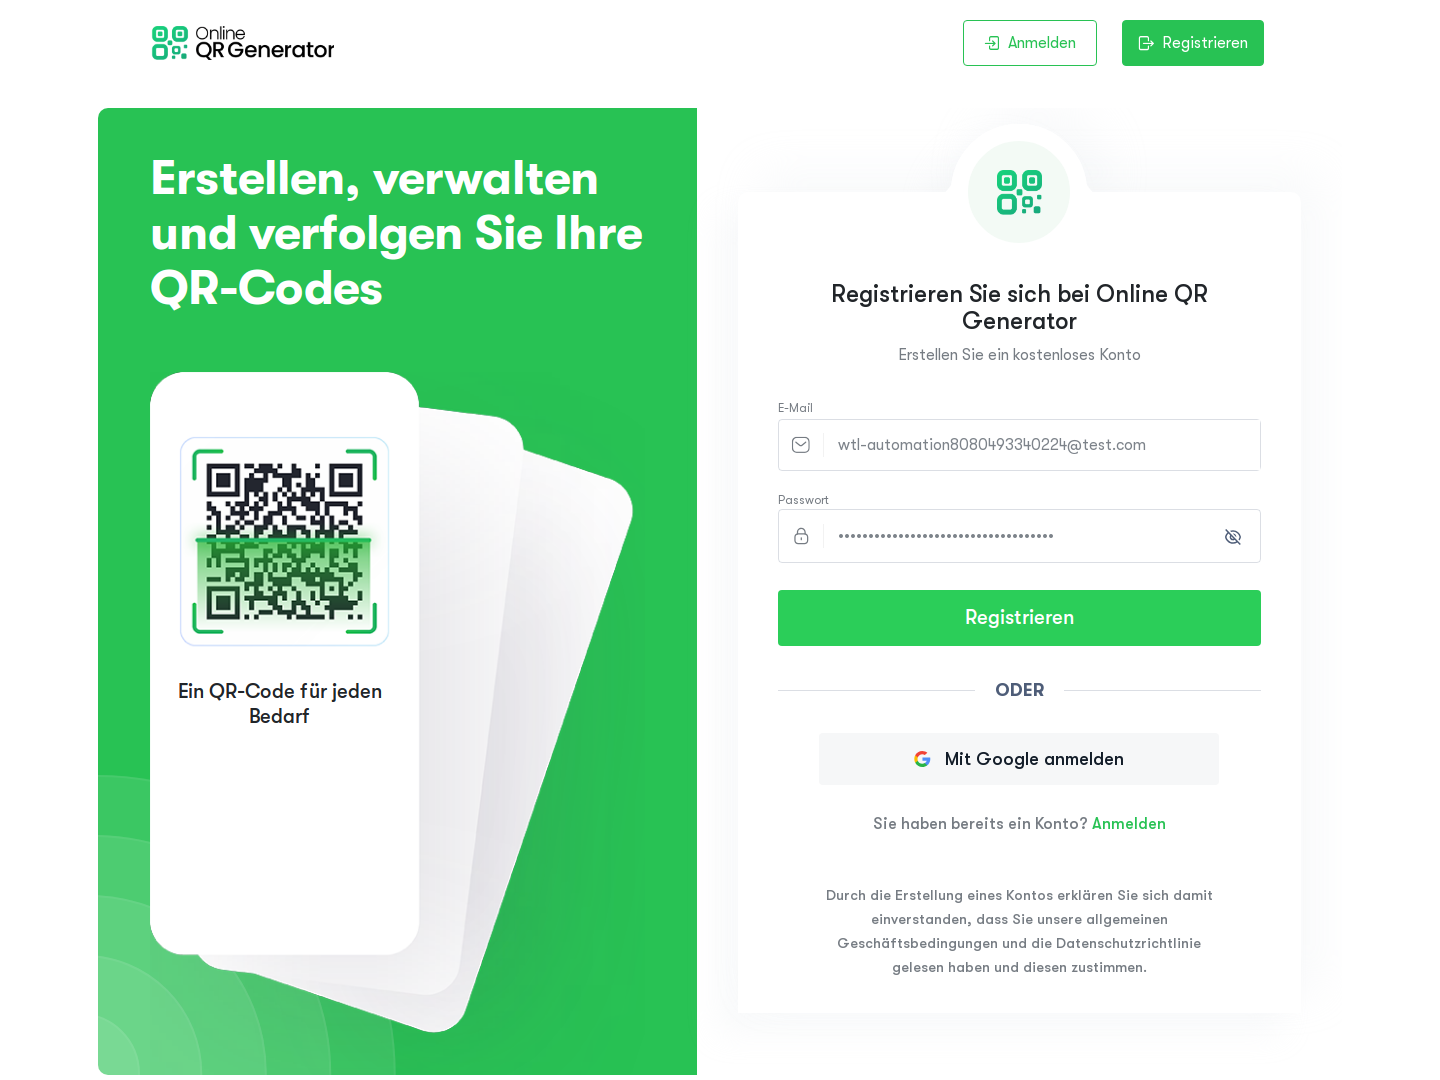 Online
QR Generator
Anmelden
Registrieren
Erstellen, verwalten
und verfolgen Sie Ihre
QR-Codes
Ein QR-Code für jeden
Bedarf
Registrieren Sie sich bei Online QR
Generator
Erstellen Sie ein kostenloses Konto
E-Mail
wtl-automation8080493340224@test.com
Passwort
••••••••••••••••••••••••••••••••••••
Registrieren
ODER
Mit Google anmelden
Sie haben bereits ein Konto? Anmelden
Durch die Erstellung eines Kontos erklären Sie sich damit
einverstanden, dass Sie unsere allgemeinen
Geschäftsbedingungen und die Datenschutzrichtlinie
gelesen haben und diesen zustimmen.